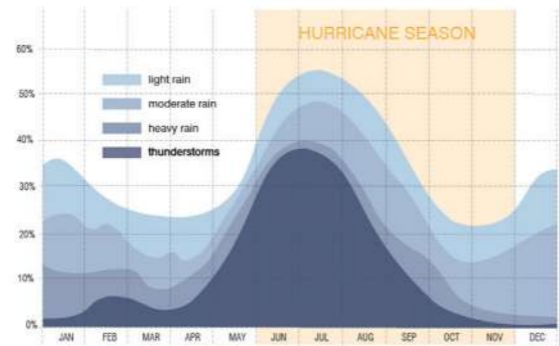 HURRICANE SEASON
60%
50%
40%
30%
20%
10%
0%
light rain
moderate rain
heavy rain
thunderstorms
JAN FEB MAR APR MAY JUN JUL AUG SEP OCT NOV DEC